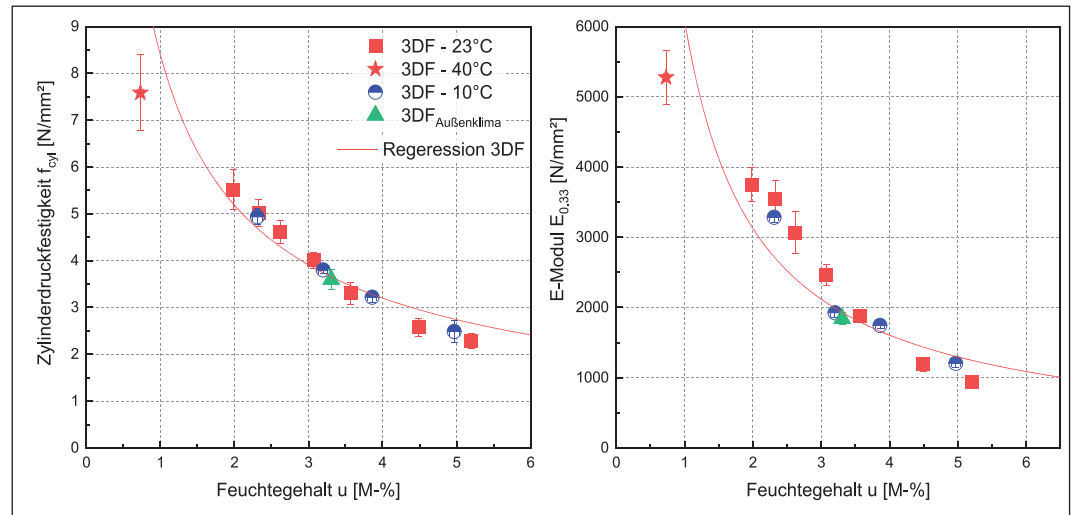 9
8
7
6
5
4
3
2
1
0
0 1 2 3 4 5 6
Zylinderdruckfestigkeit f_cyl [N/mm²]
Feuchtegehalt u [M-%]
3DF - 23°C
3DF - 40°C
3DF - 10°C
3DF_Außenklima
Regeression 3DF
6000
5000
4000
3000
2000
1000
0
0 1 2 3 4 5 6
E-Modul E_0.33 [N/mm²]
Feuchtegehalt u [M-%]